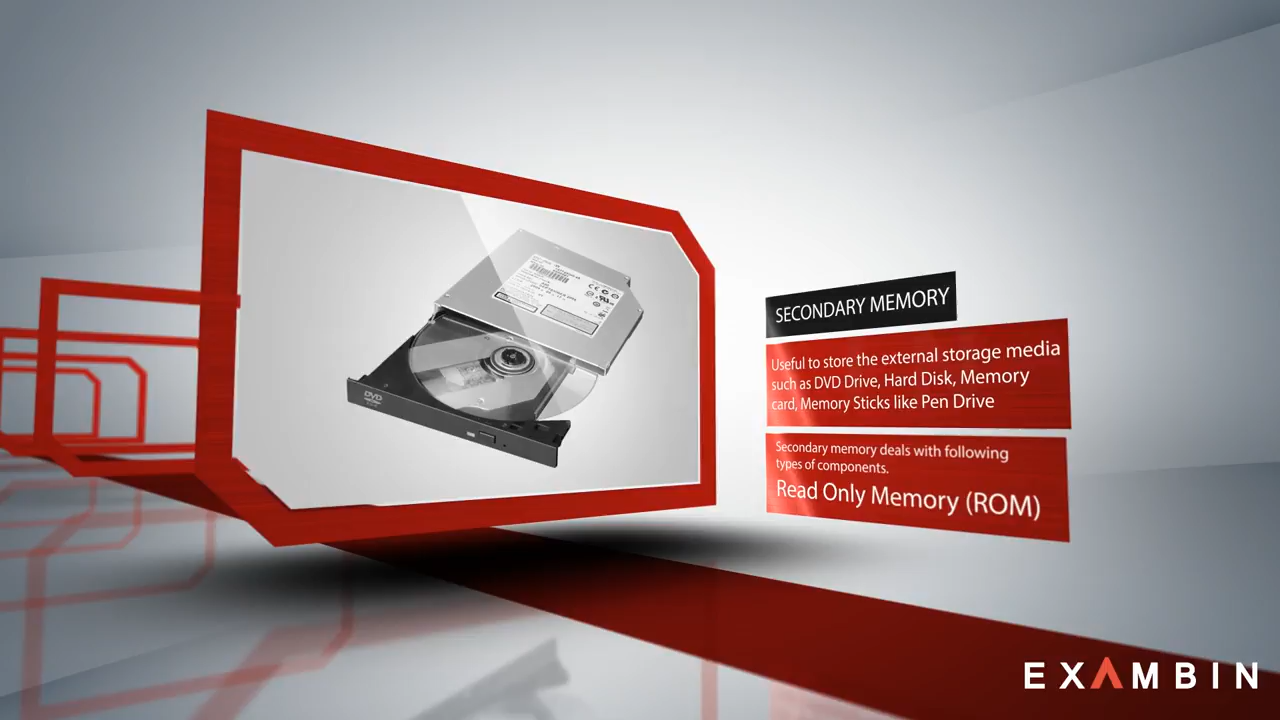 SECONDARY MEMORY
Useful to store the external storage media
such as DVD Drive, Hard Disk, Memory
card, Memory Sticks like Pen Drive
Secondary memory deals with following
types of components.
Read Only Memory (ROM)
DVD
EXAMBIN